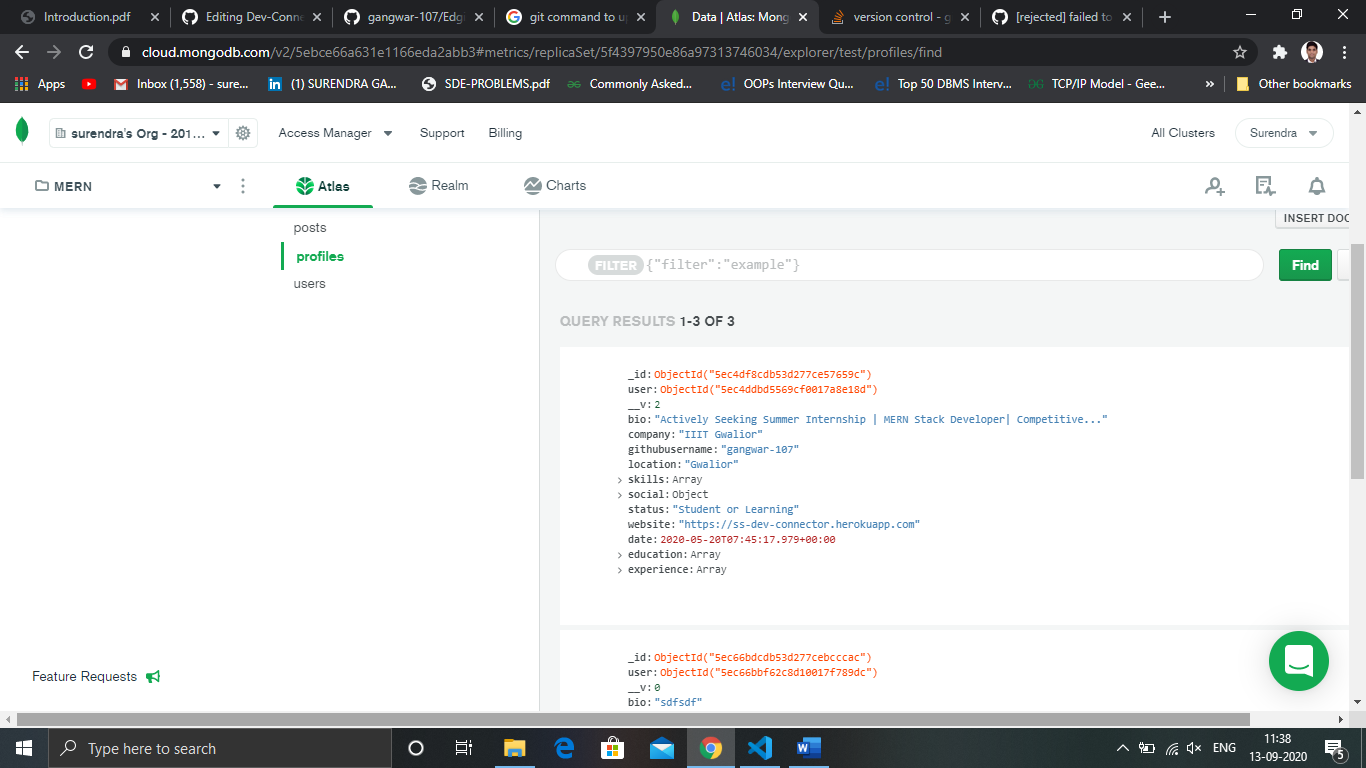 Introduction.pdf
Editing Dev-Conne
gangwar-107/Edgi
git command to up
Data | Atlas: Mong
version control - g
[rejected] failed to
cloud.mongodb.com/v2/5ebce66a631e1166eda2abb3#metrics/replicaSet/5f4397950e86a97313746034/explorer/test/profiles/find
Apps
Inbox (1,558) - sure...
(1) SURENDRA GA...
SDE-PROBLEMS.pdf
Commonly Asked...
OOPs Interview Qu...
Top 50 DBMS Interv...
TCP/IP Model - Gee...
»
Other bookmarks
surendra's Org - 201...
Access Manager
Support
Billing
All Clusters
Surendra
MERN
Atlas
Realm
Charts
posts
profiles
users
INSERT DOC
FILTER {"filter":"example"}
Find
QUERY RESULTS 1-3 OF 3
_id: ObjectId("5ec4df8cdb53d277ce57659c")
user: ObjectId("5ec4ddbd5569cf0017a8e18d")
__v: 2
bio: "Actively Seeking Summer Internship | MERN Stack Developer| Competitive..."
company: "IIIT Gwalior"
githubusername: "gangwar-107"
location: "Gwalior"
skills: Array
social: Object
status: "Student or Learning"
website: "https://ss-dev-connector.herokuapp.com"
date: 2020-05-20T07:45:17.979+00:00
education: Array
experience: Array
_id: ObjectId("5ec66bdcdb53d277cebcccac")
user: ObjectId("5ec66bbf62c8d10017f789dc")
__v: 0
bio: "sdfsdf"
Feature Requests
Type here to search
ENG
11:38
13-09-2020
5